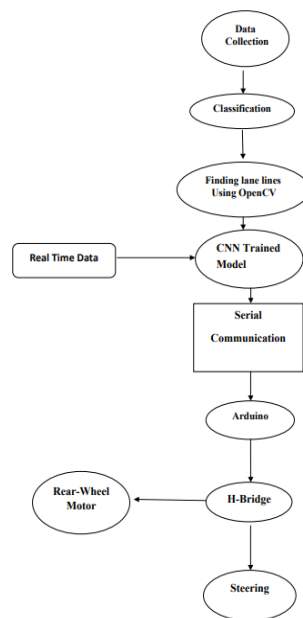 Data
Collection
Classification
Finding lane lines
Using OpenCV
Real Time Data
CNN Trained
Model
Serial
Communication
Arduino
Rear-Wheel
Motor
H-Bridge
Steering